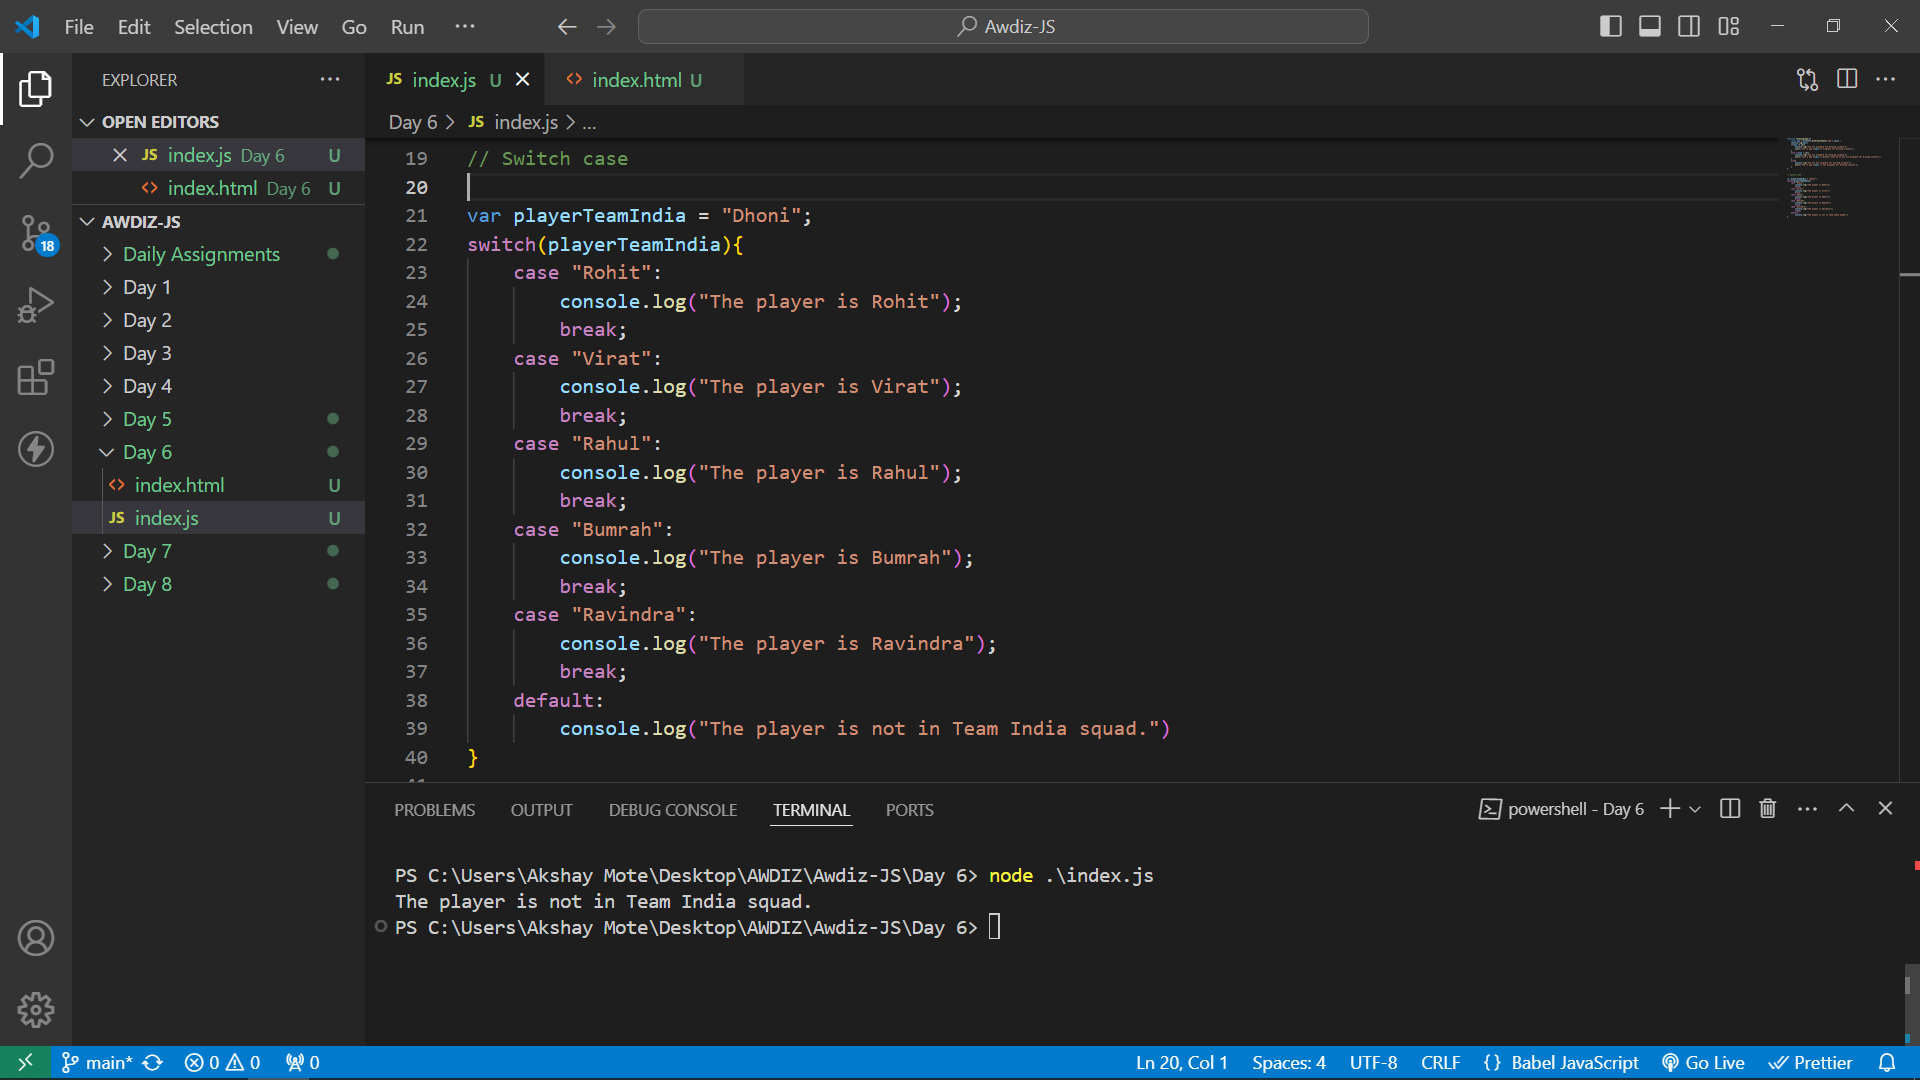 File Edit Selection View Go Run ··· Awdiz-JS
EXPLORER ···
OPEN EDITORS
JS index.js Day 6 U
<> index.html Day 6 U
AWDIZ-JS
Daily Assignments
Day 1
Day 2
Day 3
Day 4
Day 5
Day 6
<> index.html U
JS index.js U
Day 7
Day 8
18
JS index.js U
<> index.html U
Day 6 > JS index.js > ...
19 // Switch case
20
21 var playerTeamIndia = "Dhoni";
22 switch(playerTeamIndia){
23 case "Rohit":
24 console.log("The player is Rohit");
25 break;
26 case "Virat":
27 console.log("The player is Virat");
28 break;
29 case "Rahul":
30 console.log("The player is Rahul");
31 break;
32 case "Bumrah":
33 console.log("The player is Bumrah");
34 break;
35 case "Ravindra":
36 console.log("The player is Ravindra");
37 break;
38 default:
39 console.log("The player is not in Team India squad.")
40 }
PROBLEMS OUTPUT DEBUG CONSOLE TERMINAL PORTS powershell - Day 6
PS C:\Users\Akshay Mote\Desktop\AWDIZ\Awdiz-JS\Day 6> node .\index.js
The player is not in Team India squad.
PS C:\Users\Akshay Mote\Desktop\AWDIZ\Awdiz-JS\Day 6>
main* 0 0 0 Ln 20, Col 1 Spaces: 4 UTF-8 CRLF {} Babel JavaScript Go Live Prettier